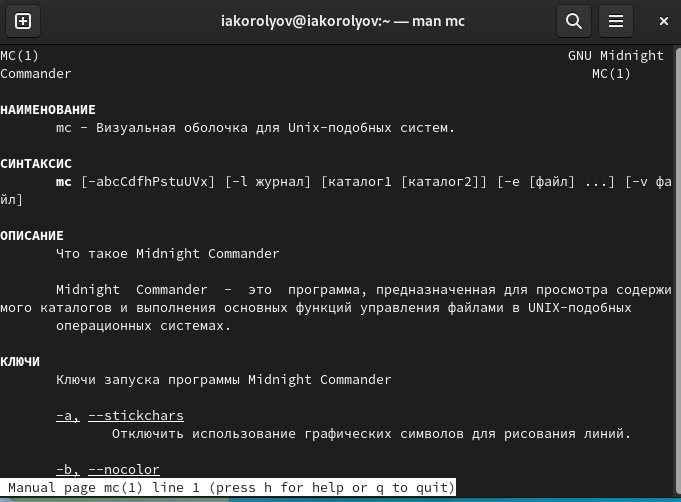 iakorolyov@iakorolyov:~ — man mc
MC(1) GNU Midnight
Commander MC(1)
НАИМЕНОВАНИЕ
mc - Визуальная оболочка для Unix-подобных систем.
СИНТАКСИС
mc [-abcCdfhPstuUVx] [-l журнал] [каталог1 [каталог2]] [-e [файл] ...] [-v фа
йл]
ОПИСАНИЕ
Что такое Midnight Commander
Midnight Commander - это программа, предназначенная для просмотра содержи
мого каталогов и выполнения основных функций управления файлами в UNIX-подобных
операционных системах.
КЛЮЧИ
Ключи запуска программы Midnight Commander
-a, --stickchars
Отключить использование графических символов для рисования линий.
-b, --nocolor
Manual page mc(1) line 1 (press h for help or q to quit)